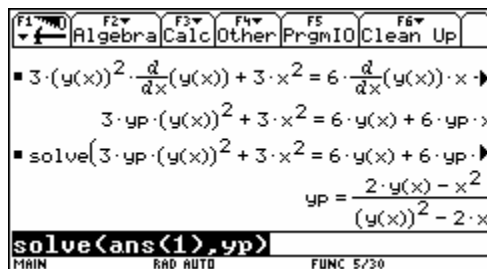 F1 F2 F3 F4 F5 F6
Algebra Calc Other PrgmIO Clean Up
▪ 3·(y(x))²·d/dx(y(x)) + 3·x² = 6·d/dx(y(x))·x ▸
3·yp·(y(x))² + 3·x² = 6·y(x) + 6·yp·x
▪ solve(3·yp·(y(x))² + 3·x² = 6·y(x) + 6·yp·▸
yp = (2·y(x) − x²)/((y(x))² − 2·x
solve(ans(1),yp)
MAIN RAD AUTO FUNC 5/30